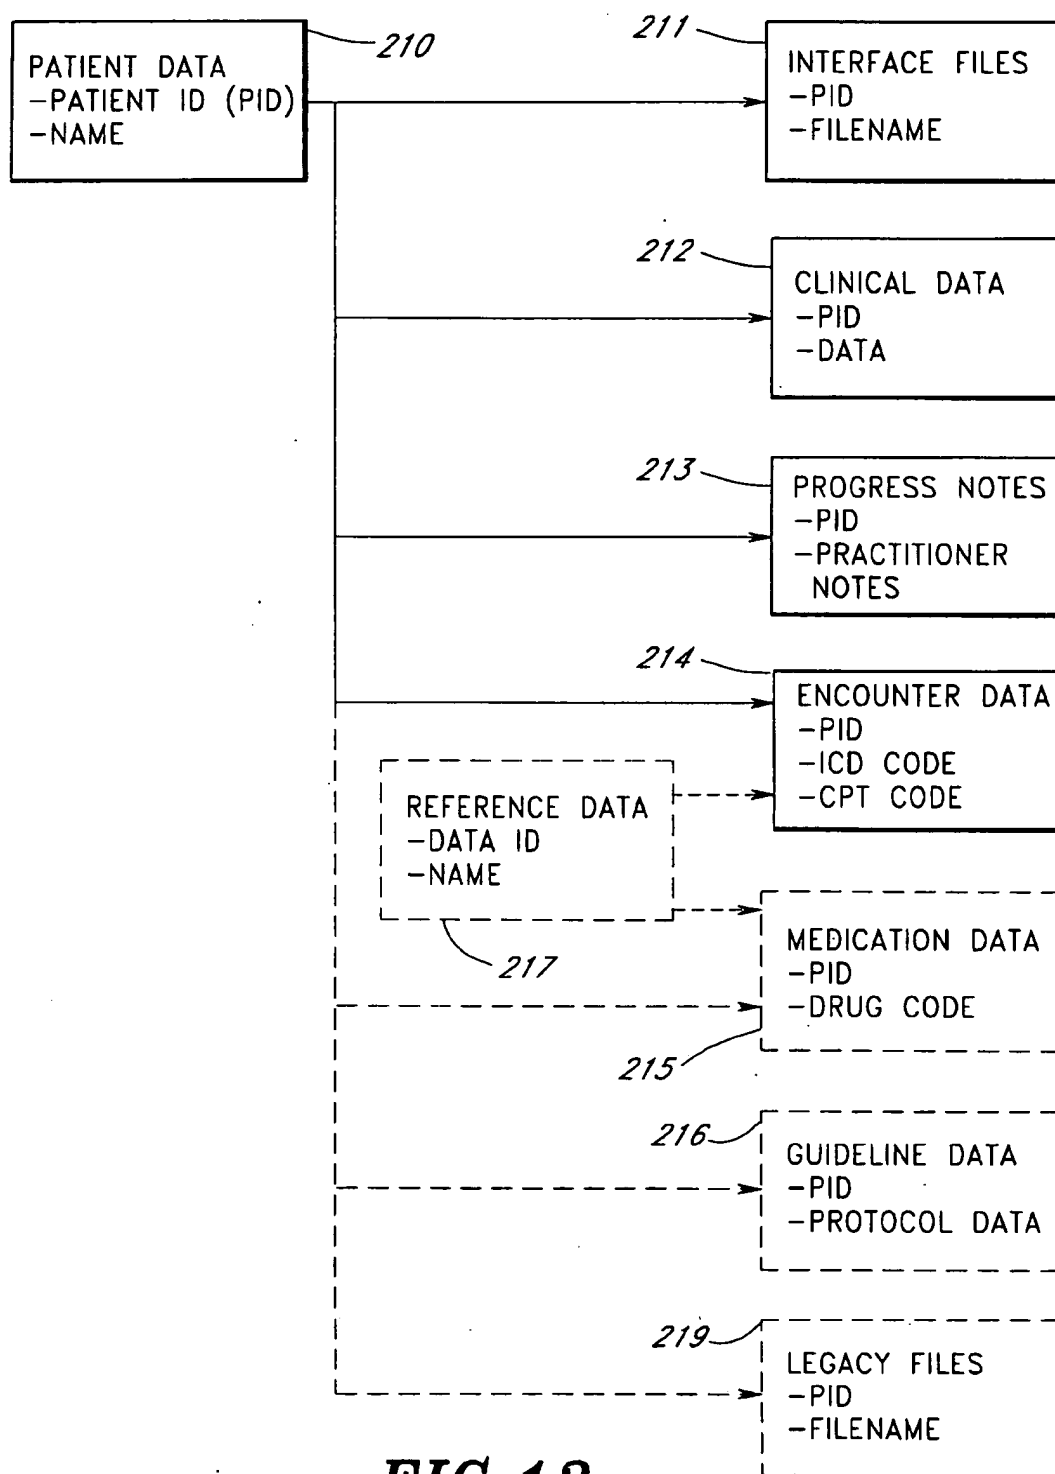 210
PATIENT DATA
-PATIENT ID (PID)
-NAME
211
INTERFACE FILES
-PID
-FILENAME
212
CLINICAL DATA
-PID
-DATA
213
PROGRESS NOTES
-PID
-PRACTITIONER
NOTES
214
ENCOUNTER DATA
-PID
-ICD CODE
-CPT CODE
REFERENCE DATA
-DATA ID
-NAME
217
MEDICATION DATA
-PID
-DRUG CODE
215
216
GUIDELINE DATA
-PID
-PROTOCOL DATA
219
LEGACY FILES
-PID
-FILENAME